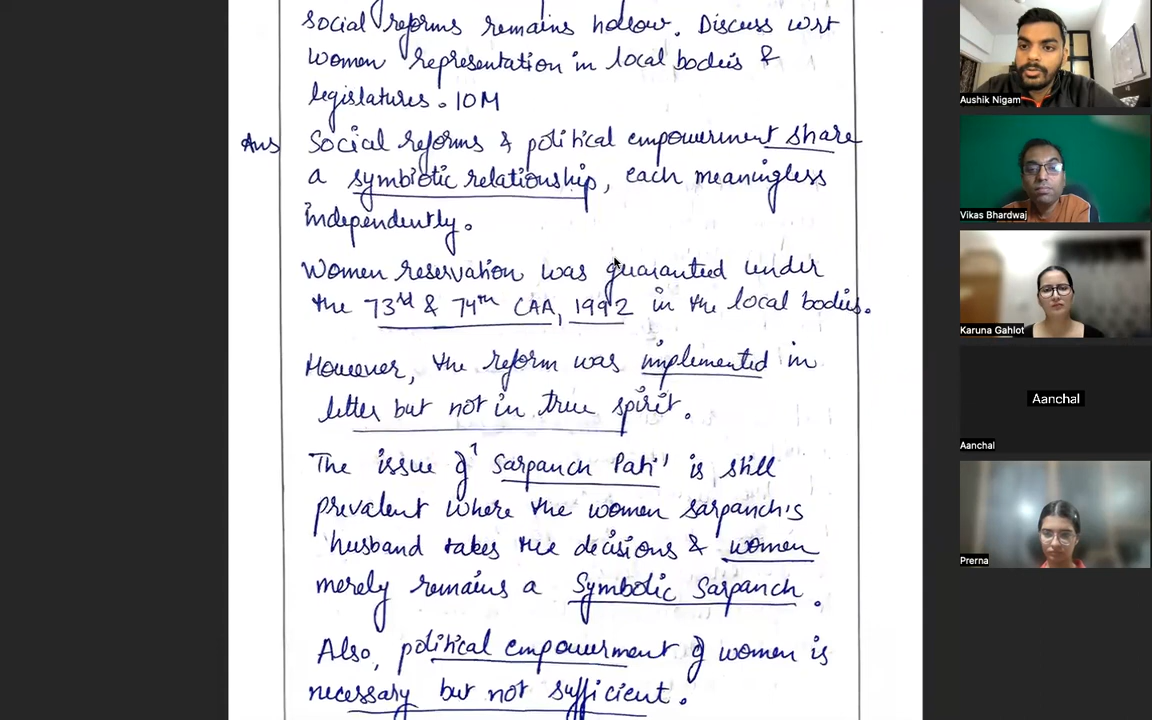 social reforms remains hollow. Discuss wrt
women representation in local bodies &
legislatures. 10M
Ans Social reforms & political empowerment share
a symbiotic relationship, each meaningless
independently.
Women reservation was guaranteed under
the 73rd & 74th CAA, 1992 in the local bodies.
However, the reform was implemented in
letter but not in true spirit.
The issue of 'Sarpanch Pati' is still
prevalent where the women sarpanch's
husband takes the decisions & women
merely remains a Symbolic Sarpanch.
Also, political empowerment of women is
necessary but not sufficient.
Aushik Nigam
Vikas Bhardwaj
Karuna Gahlot
Aanchal
Aanchal
Prerna